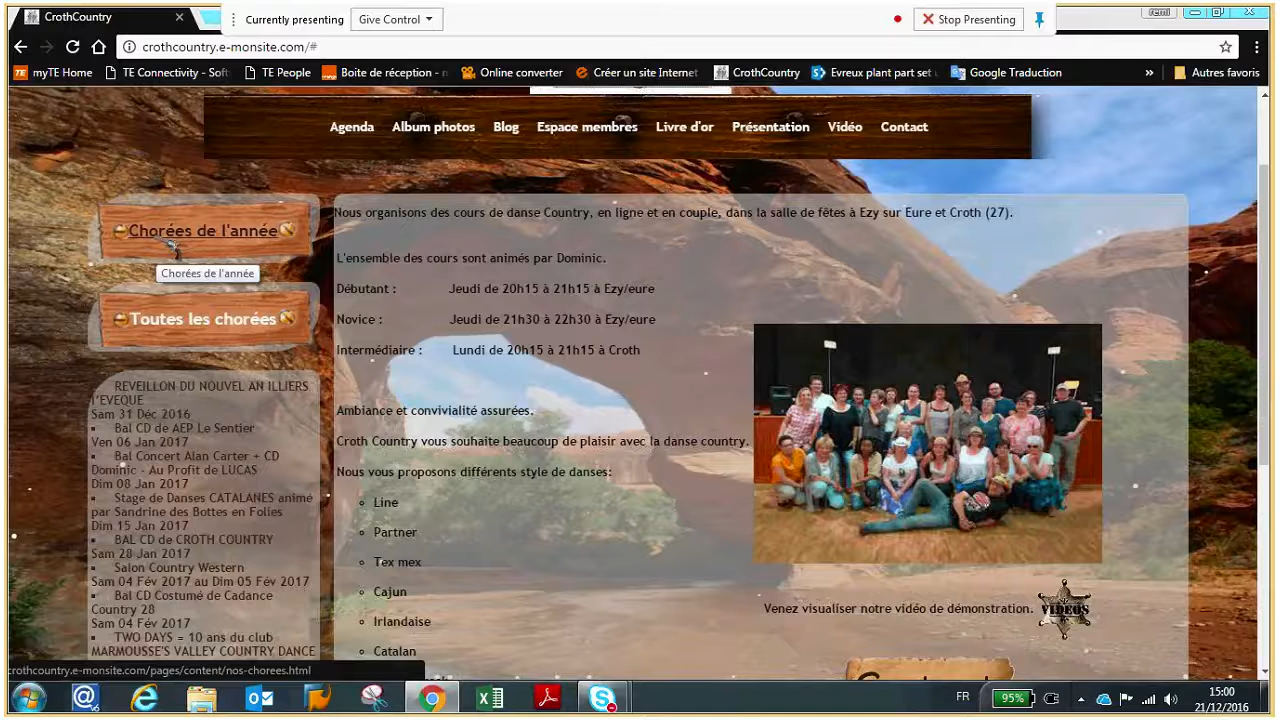 CrothCountry
Currently presenting
Give Control
Stop Presenting
remi
crothcountry.e-monsite.com/#
myTE Home
TE Connectivity - Soft
TE People
Boite de réception - n
Online converter
Créer un site Internet
CrothCountry
Evreux plant part set
Google Traduction
»
Autres favoris
Agenda
Album photos
Blog
Espace membres
Livre d'or
Présentation
Vidéo
Contact
Chorées de l'année
Chorées de l'année
Toutes les chorées
REVEILLON DU NOUVEL AN ILLIERS
l'EVEQUE
Sam 31 Déc 2016
Bal CD de AEP Le Sentier
Ven 06 Jan 2017
Bal Concert Alan Carter + CD
Dominic - Au Profit de LUCAS
Dim 08 Jan 2017
Stage de Danses CATALANES animé
par Sandrine des Bottes en Folies
Dim 15 Jan 2017
BAL CD de CROTH COUNTRY
Sam 28 Jan 2017
Salon Country Western
Sam 04 Fév 2017 au Dim 05 Fév 2017
Bal CD Costumé de Cadance
Country 28
Sam 04 Fév 2017
TWO DAYS = 10 ans du club
MARMOUSSE'S VALLEY COUNTRY DANCE
Nous organisons des cours de danse Country, en ligne et en couple, dans la salle de fêtes à Ezy sur Eure et Croth (27).
L'ensemble des cours sont animés par Dominic.
Débutant : Jeudi de 20h15 à 21h15 à Ezy/eure
Novice : Jeudi de 21h30 à 22h30 à Ezy/eure
Intermédiaire : Lundi de 20h15 à 21h15 à Croth
Ambiance et convivialité assurées.
Croth Country vous souhaite beaucoup de plaisir avec la danse country.
Nous vous proposons différents style de danses:
Line
Partner
Tex mex
Cajun
Irlandaise
Catalan
Venez visualiser notre vidéo de démonstration.
VIDEOS
crothcountry.e-monsite.com/pages/content/nos-chorees.html
FR
95%
15:00
21/12/2016